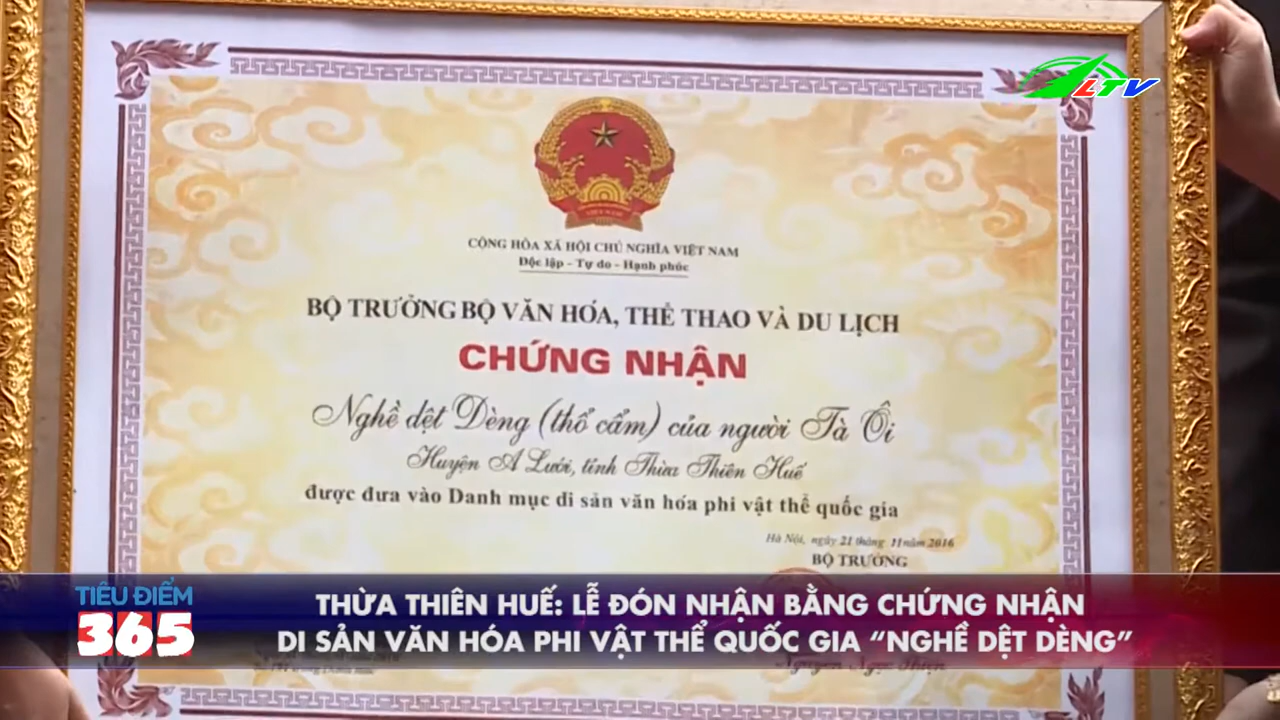 LTV
VIỆT NAM
CỘNG HÒA XÃ HỘI CHỦ NGHĨA VIỆT NAM
Độc lập - Tự do - Hạnh phúc
BỘ TRƯỞNG BỘ VĂN HÓA, THỂ THAO VÀ DU LỊCH
CHỨNG NHẬN
Nghề dệt Dèng (thổ cẩm) của người Tà Ôi
Huyện A Lưới, tỉnh Thừa Thiên Huế
được đưa vào Danh mục di sản văn hóa phi vật thể quốc gia
Hà Nội, ngày 21 tháng 11 năm 2016
BỘ TRƯỞNG
TIÊU ĐIỂM
365
THỪA THIÊN HUẾ: LỄ ĐÓN NHẬN BẰNG CHỨNG NHẬN
DI SẢN VĂN HÓA PHI VẬT THỂ QUỐC GIA “NGHỀ DỆT DÈNG”